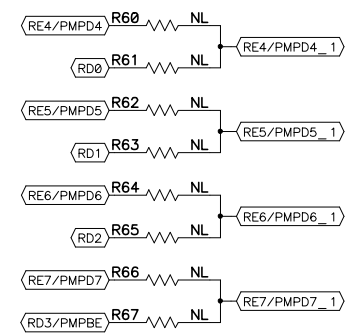 RE4/PMPD4 R60 NL
RE4/PMPD4_1
RD0 R61 NL
RE5/PMPD5 R62 NL
RE5/PMPD5_1
RD1 R63 NL
RE6/PMPD6 R64 NL
RE6/PMPD6_1
RD2 R65 NL
RE7/PMPD7 R66 NL
RE7/PMPD7_1
RD3/PMPBE R67 NL